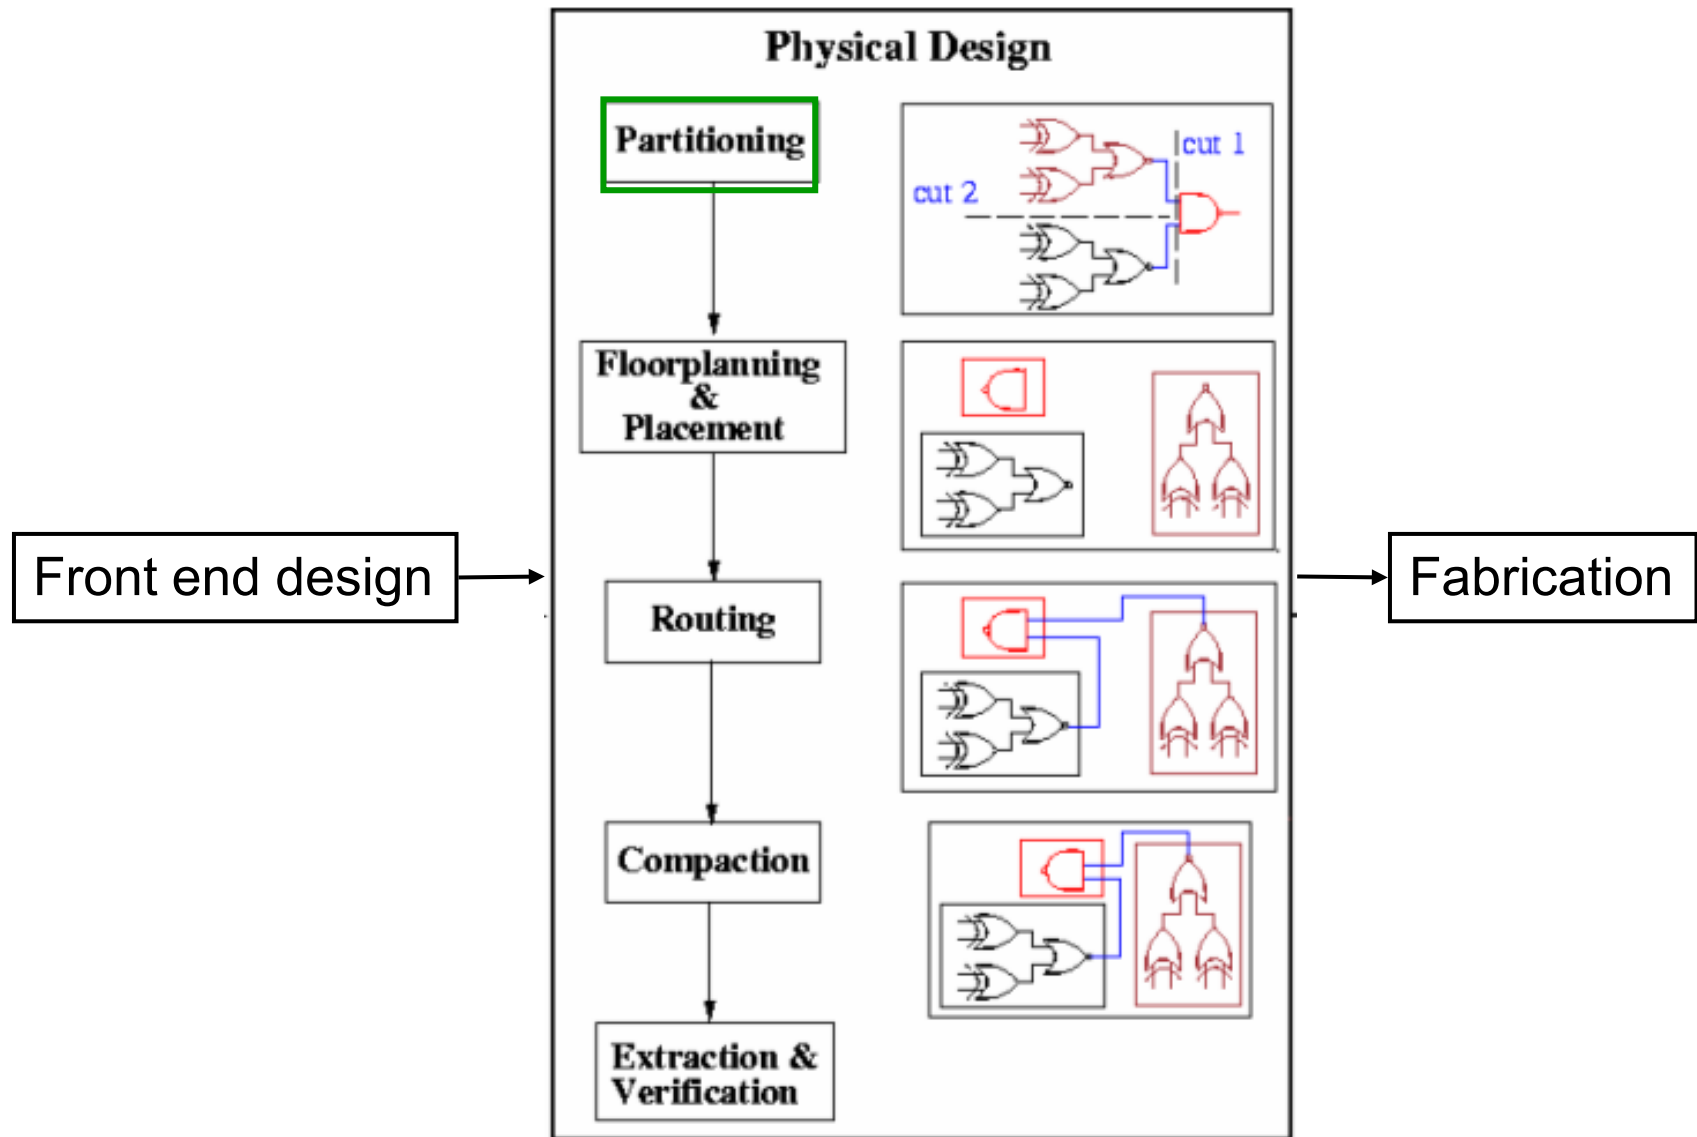 Physical Design
Partitioning
cut 1
cut 2
Floorplanning
&
Placement
Front end design
Fabrication
Routing
Compaction
Extraction &
Verification